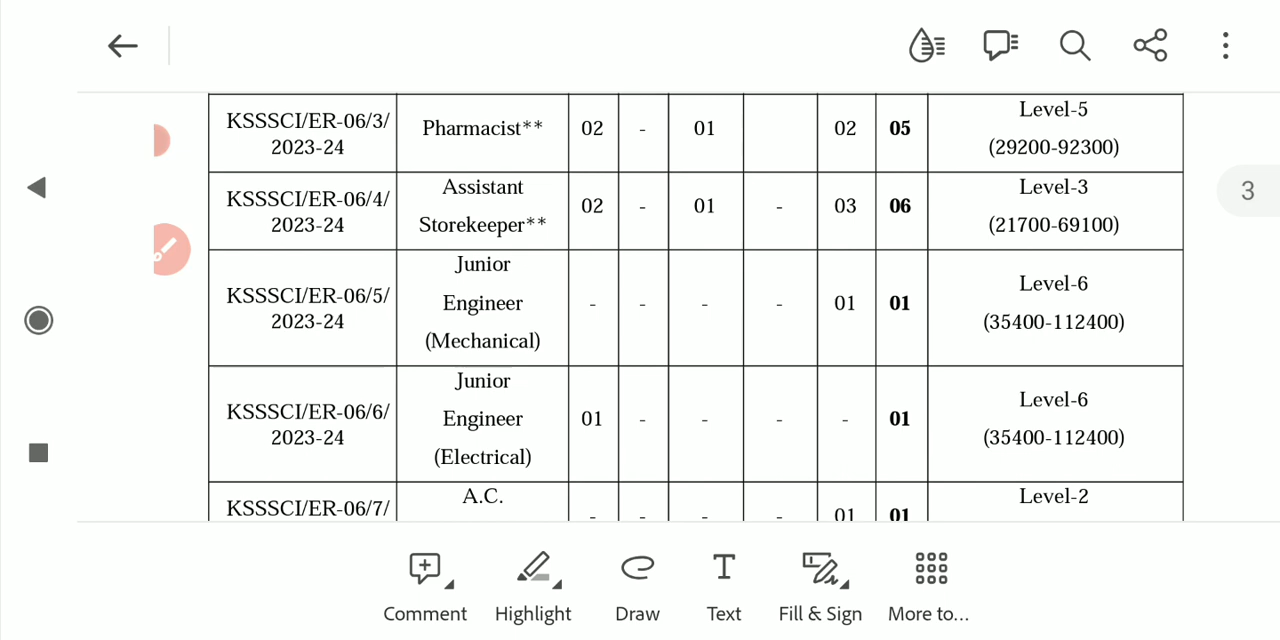 KSSSCI/ER-06/3/
2023-24
Pharmacist**
02
-
01
02
05
Level-5
(29200-92300)
KSSSCI/ER-06/4/
2023-24
Assistant
Storekeeper**
02
-
01
-
03
06
Level-3
(21700-69100)
3
KSSSCI/ER-06/5/
2023-24
Junior
Engineer
(Mechanical)
-
-
-
-
01
01
Level-6
(35400-112400)
KSSSCI/ER-06/6/
2023-24
Junior
Engineer
(Electrical)
01
-
-
-
-
01
Level-6
(35400-112400)
KSSSCI/ER-06/7/
A.C.
-
-
-
-
01
01
Level-2
Comment
Highlight
Draw
Text
Fill & Sign
More to...